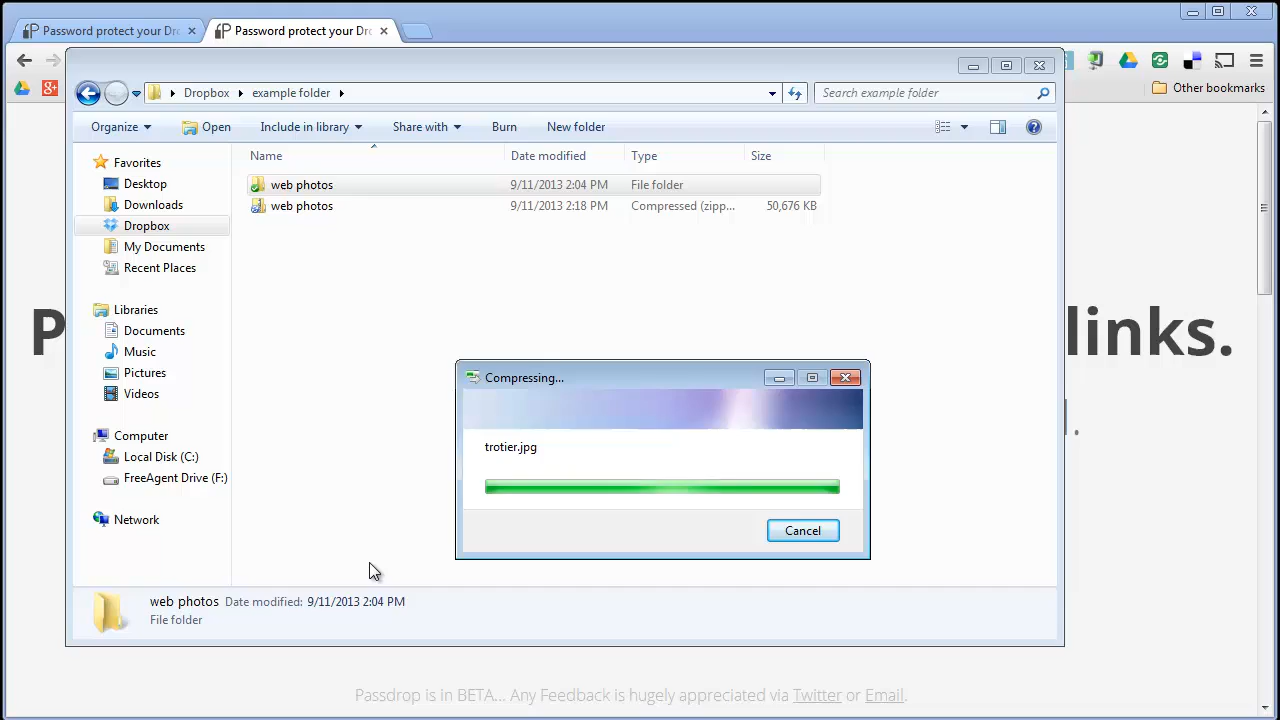 Password protect your Dro
Password protect your Dro
Other bookmarks
Dropbox
example folder
Search example folder
Organize
Open
Include in library
Share with
Burn
New folder
Name
Date modified
Type
Size
Favorites
Desktop
Downloads
Dropbox
My Documents
Recent Places
Libraries
Documents
Music
Pictures
Videos
Computer
Local Disk (C:)
FreeAgent Drive (F:)
Network
web photos 9/11/2013 2:04 PM File folder
web photos 9/11/2013 2:18 PM Compressed (zipp... 50,676 KB
P
links.
Compressing...
trotier.jpg
Cancel
web photos Date modified: 9/11/2013 2:04 PM
File folder
Passdrop is in BETA... Any Feedback is hugely appreciated via Twitter or Email.